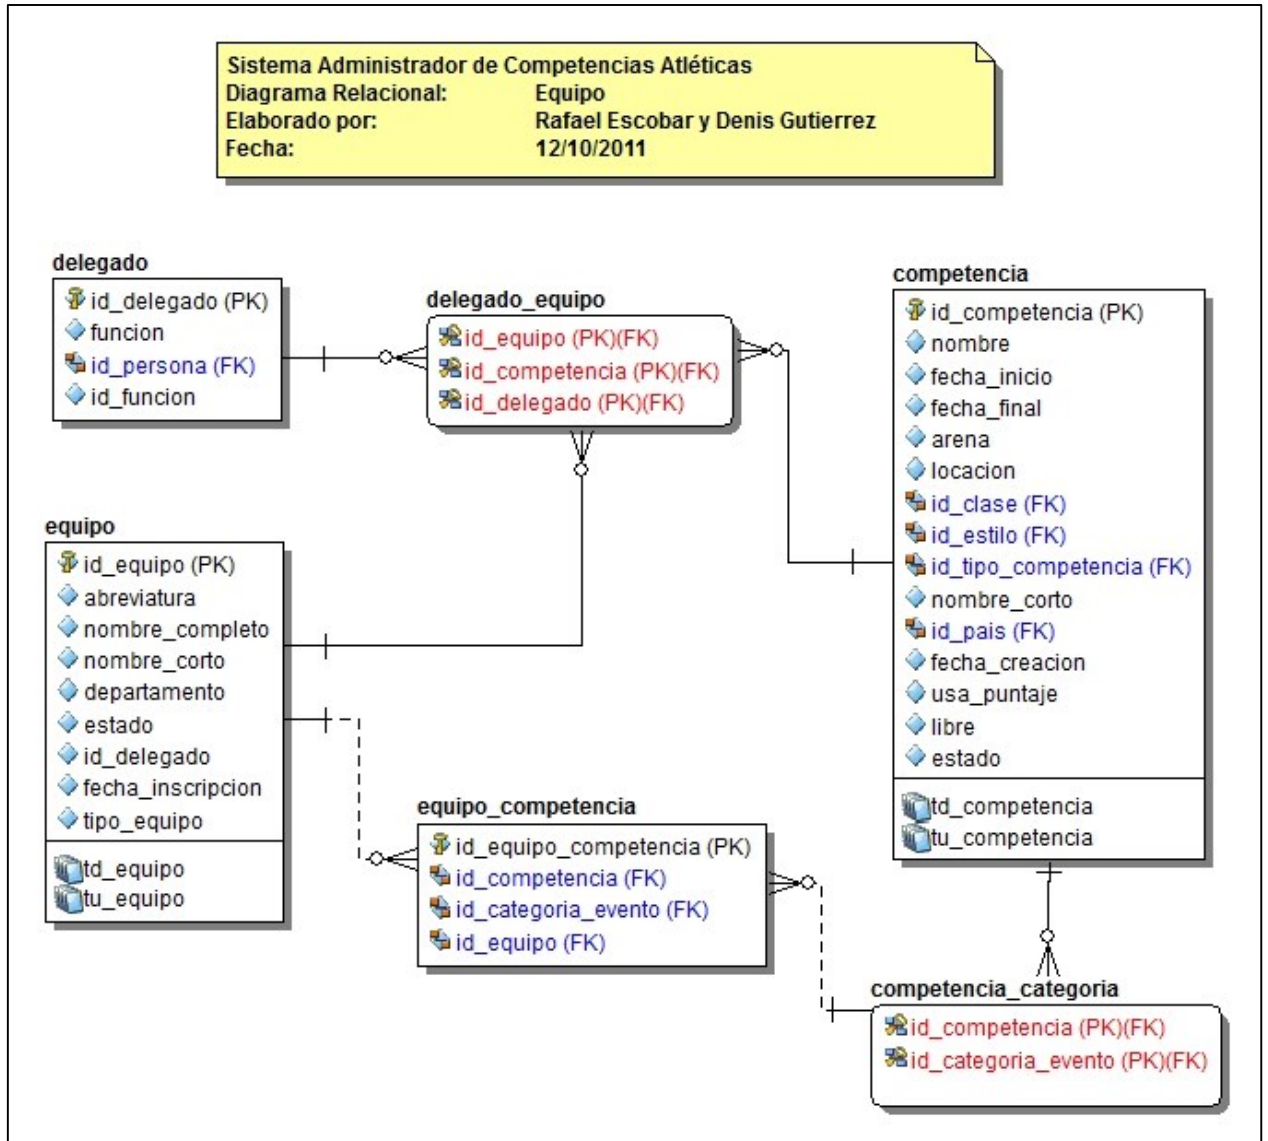 Sistema Administrador de Competencias Atléticas
Diagrama Relacional: Equipo
Elaborado por: Rafael Escobar y Denis Gutierrez
Fecha: 12/10/2011
delegado
id_delegado (PK)
funcion
id_persona (FK)
id_funcion
delegado_equipo
id_equipo (PK)(FK)
id_competencia (PK)(FK)
id_delegado (PK)(FK)
competencia
id_competencia (PK)
nombre
fecha_inicio
fecha_final
arena
locacion
id_clase (FK)
id_estilo (FK)
id_tipo_competencia (FK)
nombre_corto
id_pais (FK)
fecha_creacion
usa_puntaje
libre
estado
td_competencia
tu_competencia
equipo
id_equipo (PK)
abreviatura
nombre_completo
nombre_corto
departamento
estado
id_delegado
fecha_inscripcion
tipo_equipo
td_equipo
tu_equipo
equipo_competencia
id_equipo_competencia (PK)
id_competencia (FK)
id_categoria_evento (FK)
id_equipo (FK)
competencia_categoria
id_competencia (PK)(FK)
id_categoria_evento (PK)(FK)